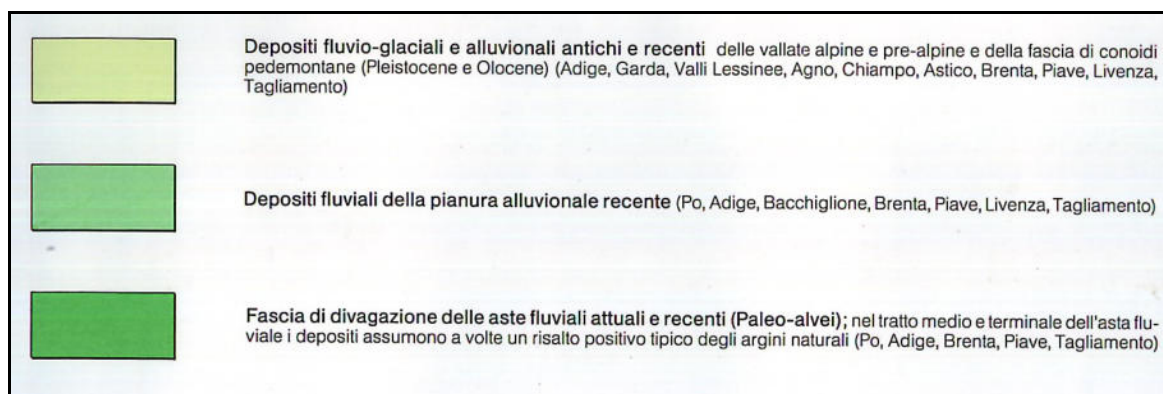 Depositi fluvio-glaciali e alluvionali antichi e recenti delle vallate alpine e pre-alpine e della fascia di conoidi
pedemontane (Pleistocene e Olocene) (Adige, Garda, Valli Lessinee, Agno, Chiampo, Astico, Brenta, Piave, Livenza,
Tagliamento)
Depositi fluviali della pianura alluvionale recente (Po, Adige, Bacchiglione, Brenta, Piave, Livenza, Tagliamento)
Fascia di divagazione delle aste fluviali attuali e recenti (Paleo-alvei); nel tratto medio e terminale dell'asta flu-
viale i depositi assumono a volte un risalto positivo tipico degli argini naturali (Po, Adige, Brenta, Piave, Tagliamento)